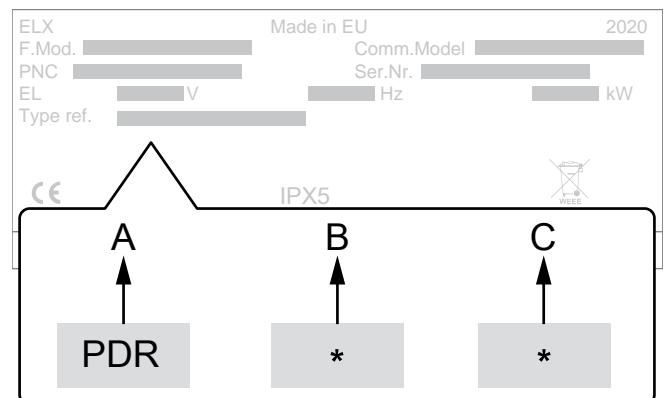 ELX Made in EU 2020
F.Mod. Comm.Model
PNC Ser.Nr.
EL V Hz kW
Type ref.
CE IPX5
WEEE
A B C
PDR * *